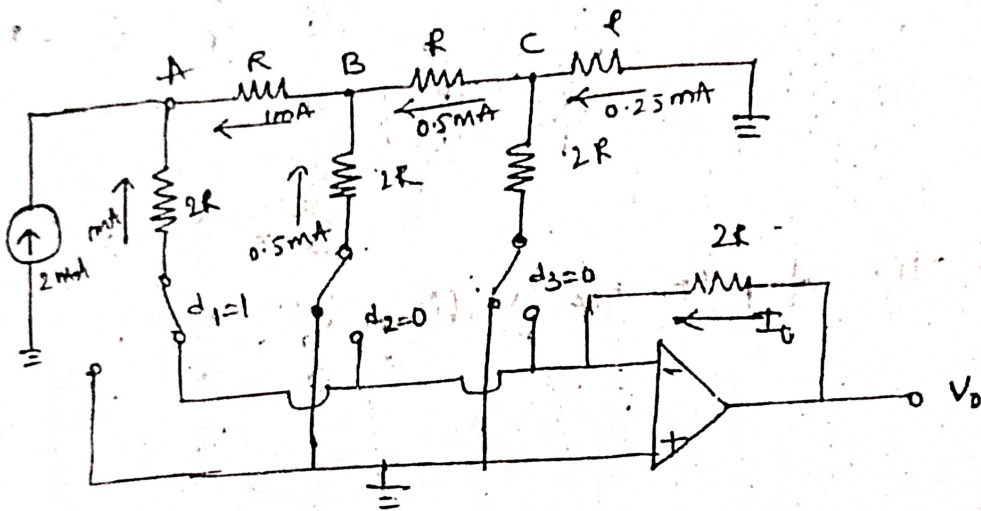 A R B R C
1mA 0.5mA 0.25mA
2R 2R 2R
mA 0.5mA
2mA
d1=1 d2=0 d3=0
2R
-
+
V0